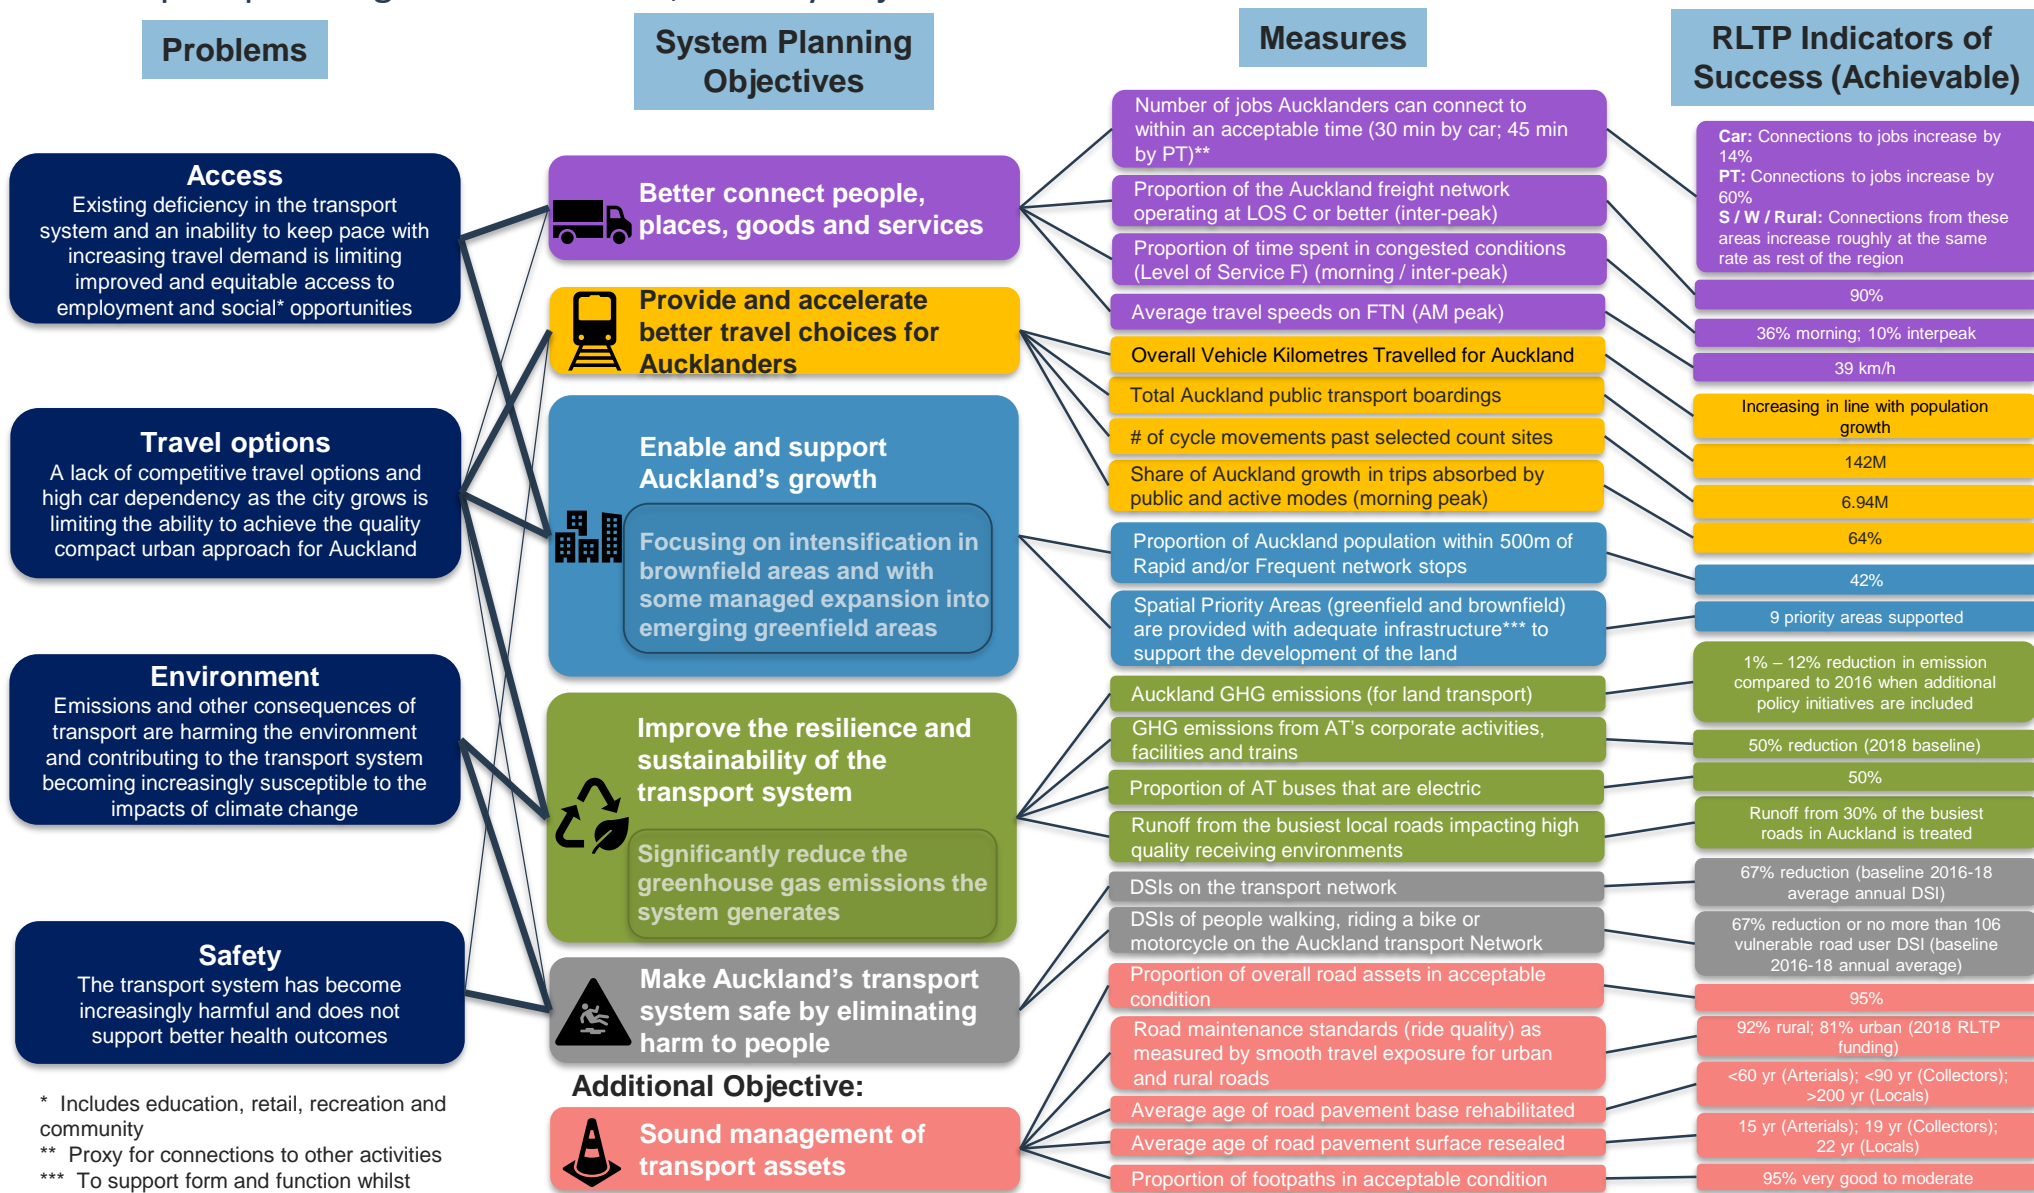 Problems
System Planning
Objectives
Measures
RLTP Indicators of
Success (Achievable)
Access
Existing deficiency in the transport
system and an inability to keep pace with
increasing travel demand is limiting
improved and equitable access to
employment and social* opportunities
Travel options
A lack of competitive travel options and
high car dependency as the city grows is
limiting the ability to achieve the quality
compact urban approach for Auckland
Environment
Emissions and other consequences of
transport are harming the environment
and contributing to the transport system
becoming increasingly susceptible to the
impacts of climate change
Safety
The transport system has become
increasingly harmful and does not
support better health outcomes
* Includes education, retail, recreation and
community
** Proxy for connections to other activities
*** To support form and function whilst
Better connect people,
places, goods and services
Provide and accelerate
better travel choices for
Aucklanders
Enable and support
Auckland's growth
Focusing on intensification in
brownfield areas and with
some managed expansion into
emerging greenfield areas
Improve the resilience and
sustainability of the
transport system
Significantly reduce the
greenhouse gas emissions the
system generates
Make Auckland's transport
system safe by eliminating
harm to people
Additional Objective:
Sound management of
transport assets
Number of jobs Aucklanders can connect to
within an acceptable time (30 min by car; 45 min
by PT)**
Proportion of the Auckland freight network
operating at LOS C or better (inter-peak)
Proportion of time spent in congested conditions
(Level of Service F) (morning / inter-peak)
Average travel speeds on FTN (AM peak)
Overall Vehicle Kilometres Travelled for Auckland
Total Auckland public transport boardings
# of cycle movements past selected count sites
Share of Auckland growth in trips absorbed by
public and active modes (morning peak)
Proportion of Auckland population within 500m of
Rapid and/or Frequent network stops
Spatial Priority Areas (greenfield and brownfield)
are provided with adequate infrastructure*** to
support the development of the land
Auckland GHG emissions (for land transport)
GHG emissions from AT's corporate activities,
facilities and trains
Proportion of AT buses that are electric
Runoff from the busiest local roads impacting high
quality receiving environments
DSIs on the transport network
DSIs of people walking, riding a bike or
motorcycle on the Auckland transport Network
Proportion of overall road assets in acceptable
condition
Road maintenance standards (ride quality) as
measured by smooth travel exposure for urban
and rural roads
Average age of road pavement base rehabilitated
Average age of road pavement surface resealed
Proportion of footpaths in acceptable condition
Car: Connections to jobs increase by
14%
PT: Connections to jobs increase by
60%
S / W / Rural: Connections from these
areas increase roughly at the same
rate as rest of the region
90%
36% morning; 10% interpeak
39 km/h
Increasing in line with population
growth
142M
6.94M
64%
42%
9 priority areas supported
1% – 12% reduction in emission
compared to 2016 when additional
policy initiatives are included
50% reduction (2018 baseline)
50%
Runoff from 30% of the busiest
roads in Auckland is treated
67% reduction (baseline 2016-18
average annual DSI)
67% reduction or no more than 106
vulnerable road user DSI (baseline
2016-18 annual average)
95%
92% rural; 81% urban (2018 RLTP
funding)
<60 yr (Arterials); <90 yr (Collectors);
>200 yr (Locals)
15 yr (Arterials); 19 yr (Collectors);
22 yr (Locals)
95% very good to moderate